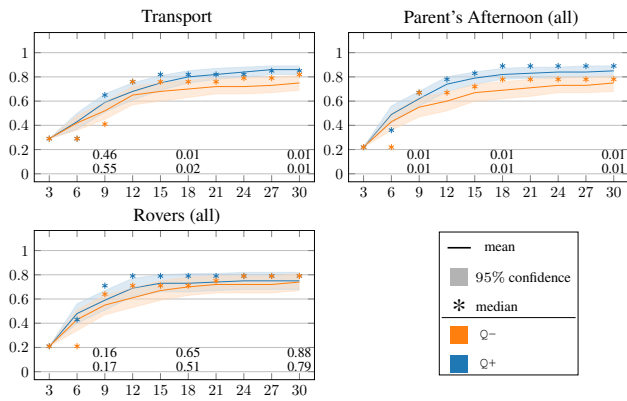 Transport
1
0.8
0.6
0.4
0.2
0
0.46 0.01 0.01
0.55 0.02 0.01
3 6 9 12 15 18 21 24 27 30
Parent's Afternoon (all)
1
0.8
0.6
0.4
0.2
0
0.01 0.01 0.01
0.01 0.01 0.01
3 6 9 12 15 18 21 24 27 30
Rovers (all)
1
0.8
0.6
0.4
0.2
0
0.16 0.65 0.88
0.17 0.51 0.79
3 6 9 12 15 18 21 24 27 30
mean
95% confidence
* median
Q−
Q+